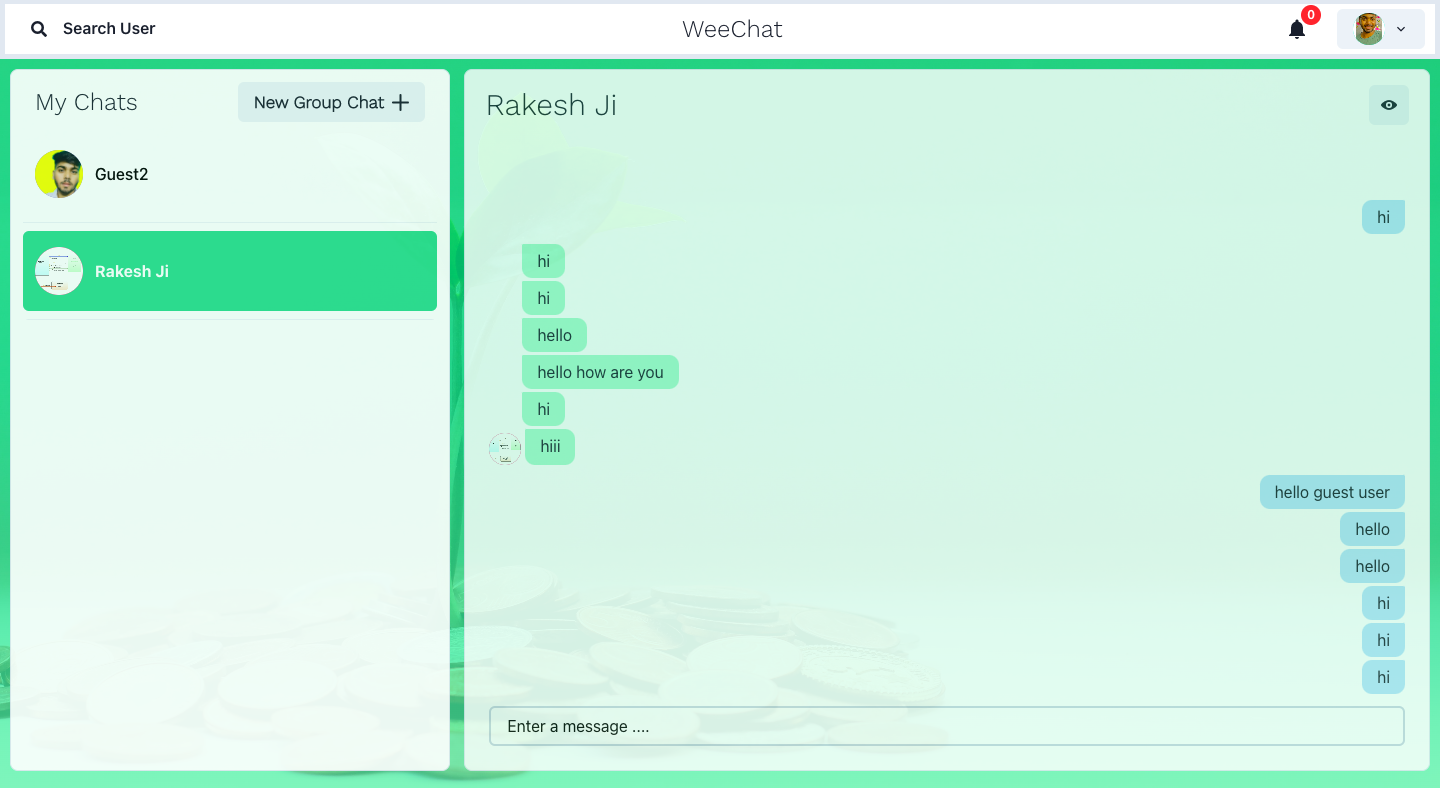 Search User
WeeChat
0
My Chats
New Group Chat
Guest2
Rakesh Ji
Rakesh Ji
hi
hi
hi
hello
hello how are you
hi
hiii
hello guest user
hello
hello
hi
hi
hi
Enter a message ....